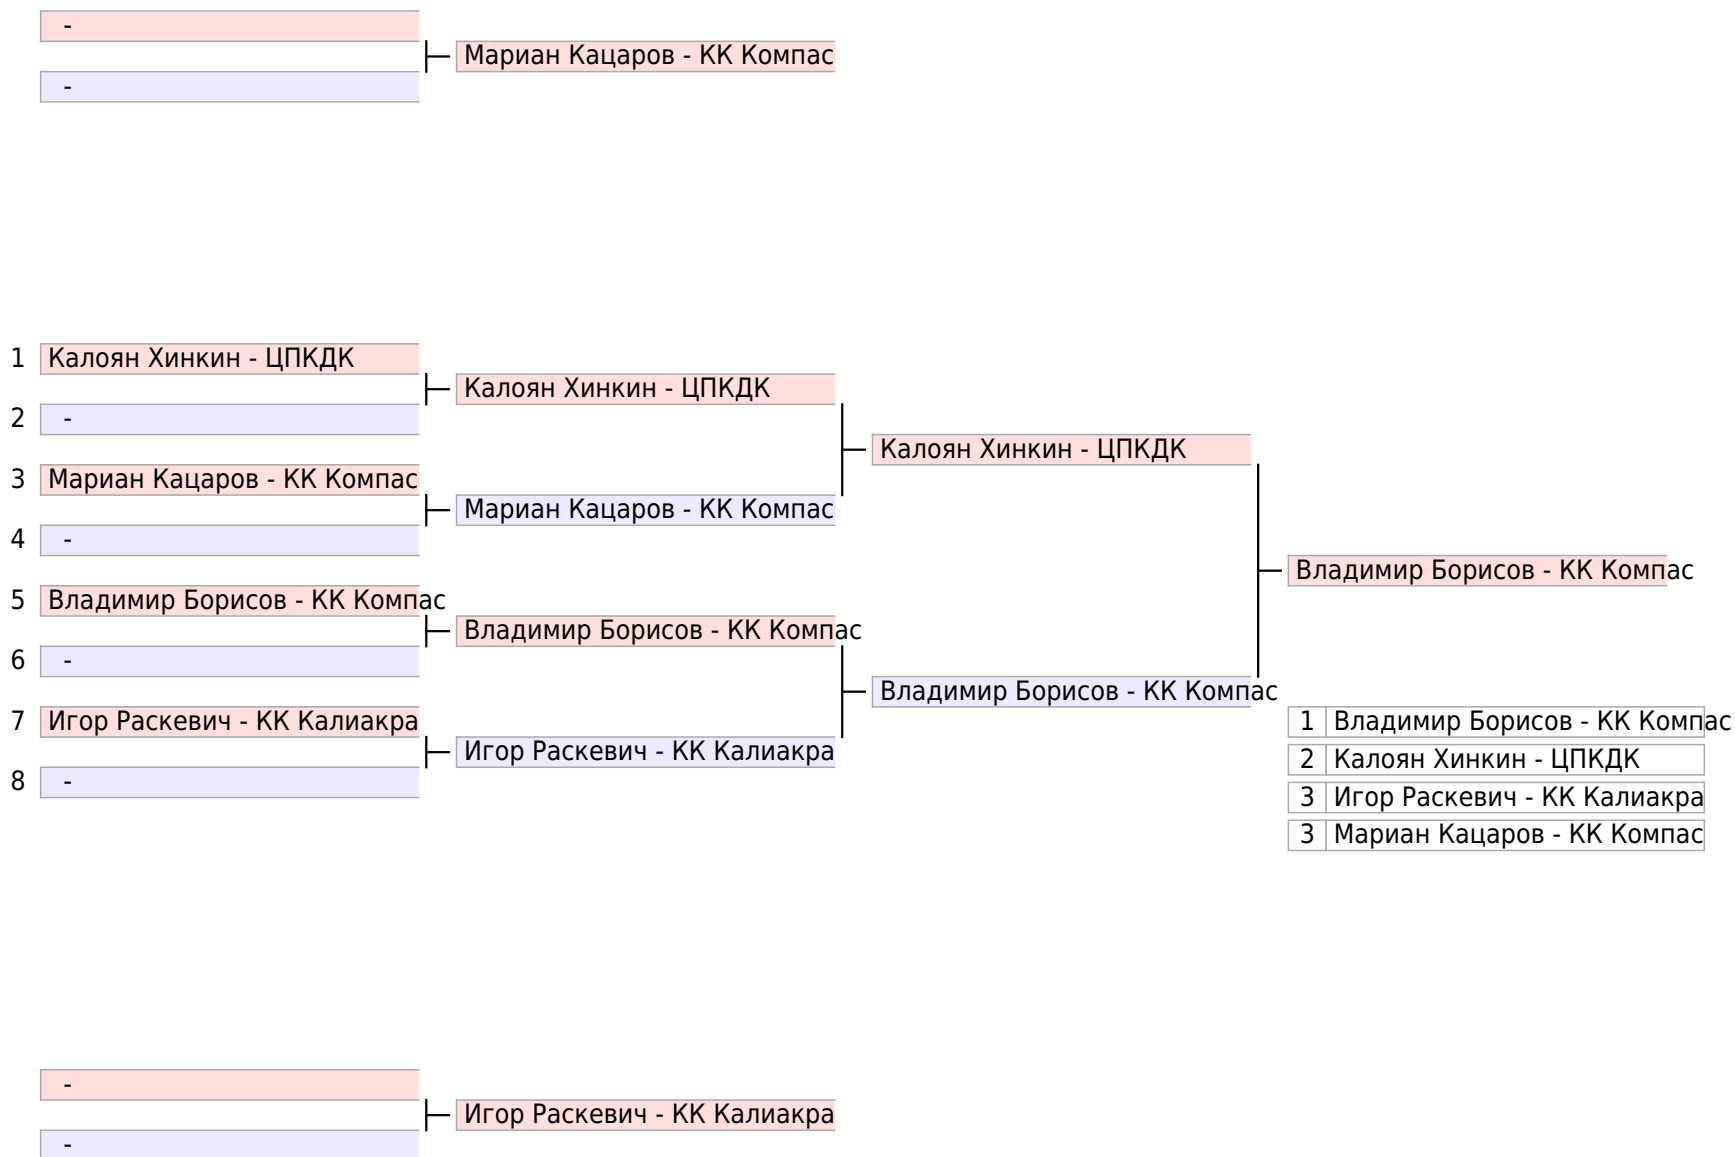 -
Мариан Кацаров - КК Компас
-
1 Калоян Хинкин - ЦПКДК
Калоян Хинкин - ЦПКДК
2 -
Калоян Хинкин - ЦПКДК
3 Мариан Кацаров - КК Компас
Мариан Кацаров - КК Компас
4 -
Владимир Борисов - КК Компас
5 Владимир Борисов - КК Компас
Владимир Борисов - КК Компас
6 -
Владимир Борисов - КК Компас
7 Игор Раскевич - КК Калиакра
1 Владимир Борисов - КК Компас
Игор Раскевич - КК Калиакра
2 Калоян Хинкин - ЦПКДК
8 -
3 Игор Раскевич - КК Калиакра
3 Мариан Кацаров - КК Компас
-
Игор Раскевич - КК Калиакра
-